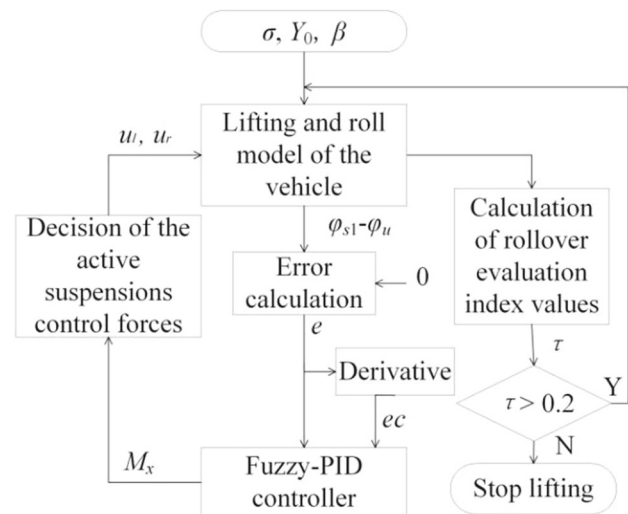 σ, Y₀, β
Lifting and roll
model of the
vehicle
uₗ, uᵣ
Decision of the
active
suspensions
control forces
φₛ₁-φᵤ
Error
calculation
0
e
Derivative
ec
Mₓ
Fuzzy-PID
controller
Calculation
of rollover
evaluation
index values
τ
τ > 0.2
Y
N
Stop lifting